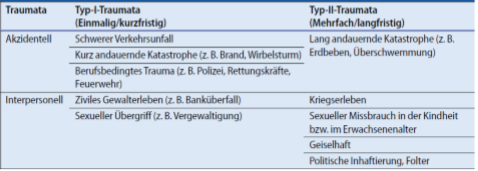 Traumata Typ-I-Traumata Typ-II-Traumata
(Einmalig/kurzfristig) (Mehrfach/langfristig)
Akzidentell Schwerer Verkehrsunfall Lang andauernde Katastrophe (z. B.
Kurz andauernde Katastrophe (z. B. Brand, Wirbelsturm) Erdbeben, Überschwemmung)
Berufsbedingtes Trauma (z. B. Polizei, Rettungskräfte,
Feuerwehr)
Interpersonell Ziviles Gewalterleben (z. B. Banküberfall) Kriegserleben
Sexueller Übergriff (z. B. Vergewaltigung) Sexueller Missbrauch in der Kindheit
bzw. im Erwachsenenalter
Geiselhaft
Politische Inhaftierung, Folter